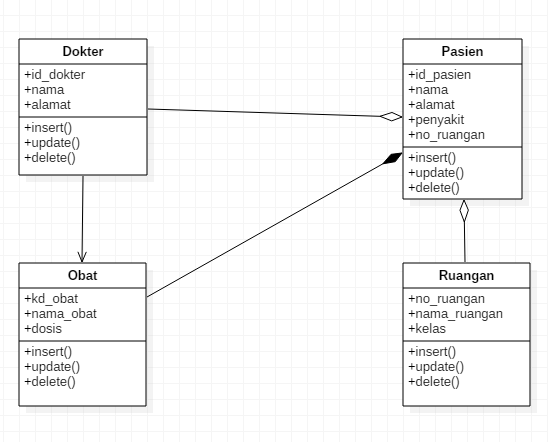 Dokter
+id_dokter
+nama
+alamat
+insert()
+update()
+delete()
Pasien
+id_pasien
+nama
+alamat
+penyakit
+no_ruangan
+insert()
+update()
+delete()
Obat
+kd_obat
+nama_obat
+dosis
+insert()
+update()
+delete()
Ruangan
+no_ruangan
+nama_ruangan
+kelas
+insert()
+update()
+delete()